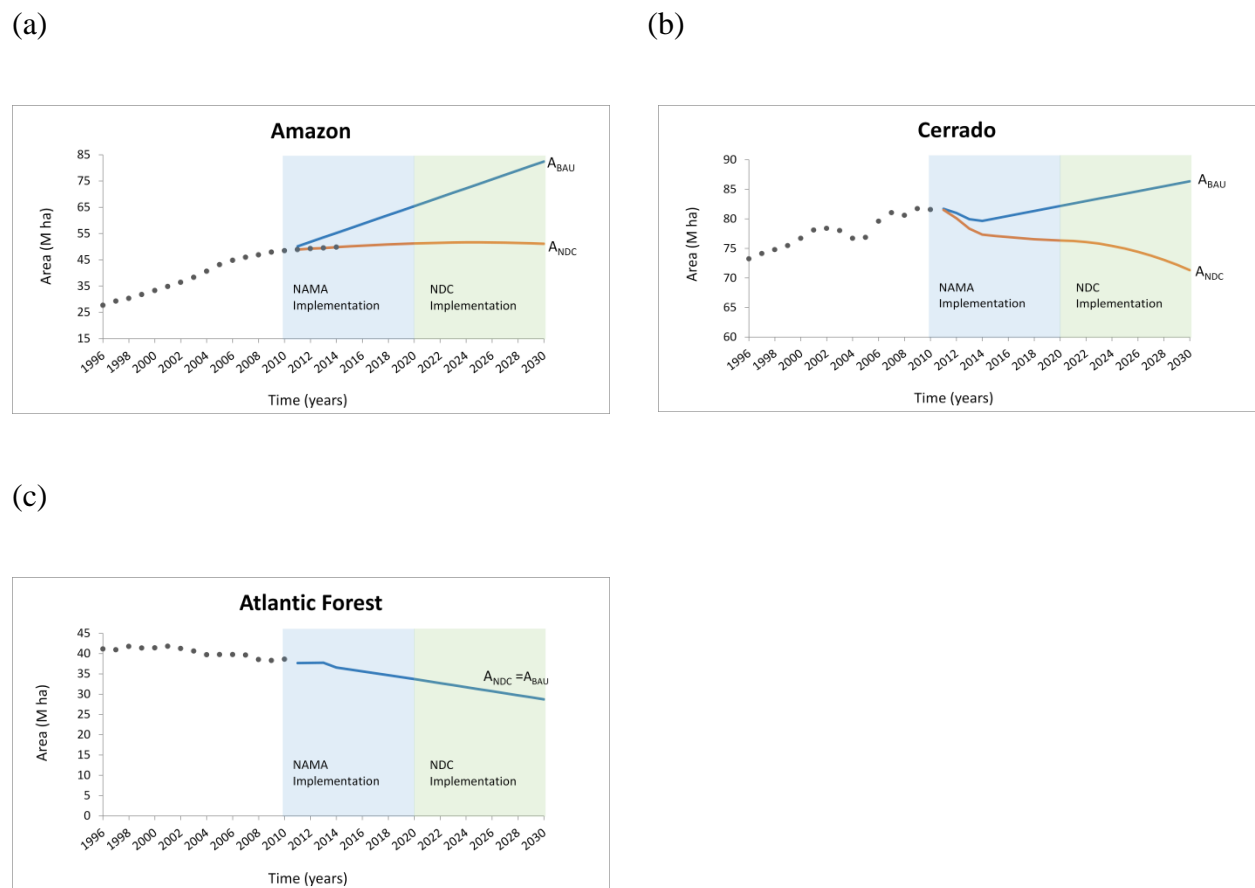 (a)
Amazon
Area (M ha)
85
75
65
55
45
35
25
15
A_BAU
A_NDC
NAMA
Implementation
NDC
Implementation
1996 1998 2000 2002 2004 2006 2008 2010 2012 2014 2016 2018 2020 2022 2024 2026 2028 2030
Time (years)
(b)
Cerrado
Area (M ha)
90
85
80
75
70
65
60
A_BAU
A_NDC
NAMA
Implementation
NDC
Implementation
1996 1998 2000 2002 2004 2006 2008 2010 2012 2014 2016 2018 2020 2022 2024 2026 2028 2030
Time (years)
(c)
Atlantic Forest
Area (M ha)
45
40
35
30
25
20
15
10
5
0
A_NDC =A_BAU
NAMA
Implementation
NDC
Implementation
1996 1998 2000 2002 2004 2006 2008 2010 2012 2014 2016 2018 2020 2022 2024 2026 2028 2030
Time (years)